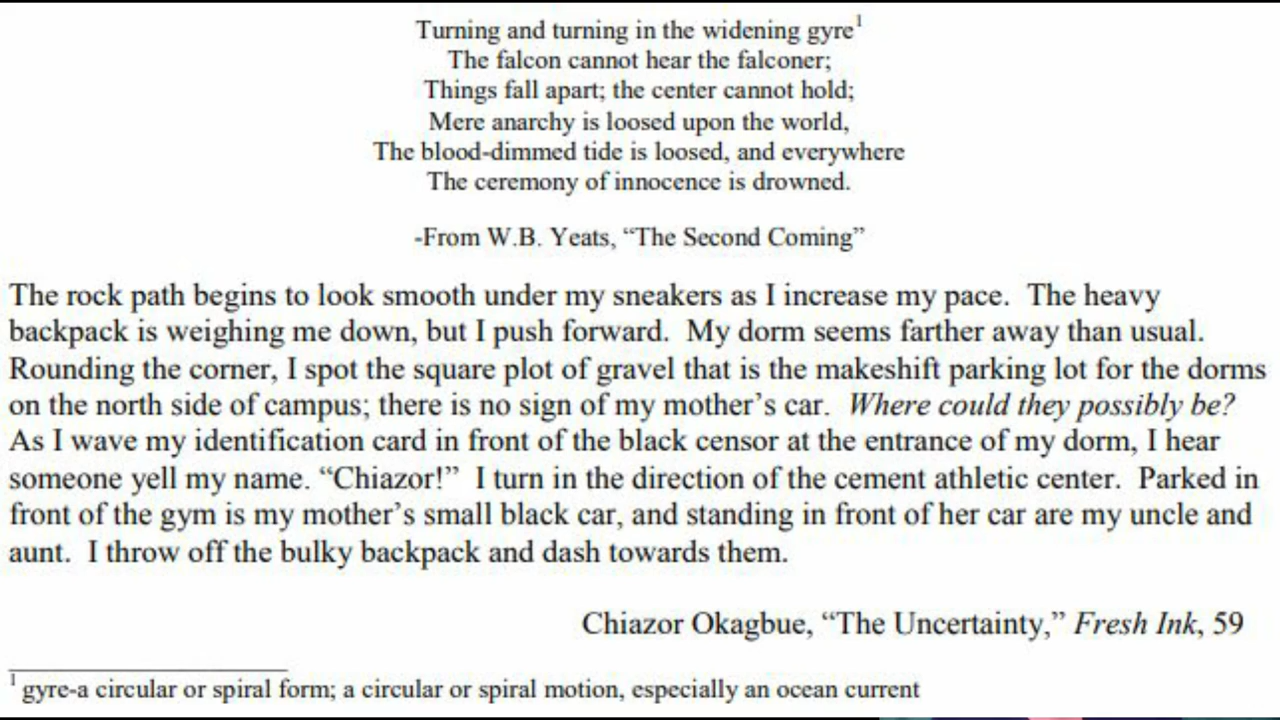 Turning and turning in the widening gyre¹
The falcon cannot hear the falconer;
Things fall apart; the center cannot hold;
Mere anarchy is loosed upon the world,
The blood-dimmed tide is loosed, and everywhere
The ceremony of innocence is drowned.
-From W.B. Yeats, “The Second Coming”
The rock path begins to look smooth under my sneakers as I increase my pace.  The heavy
backpack is weighing me down, but I push forward.  My dorm seems farther away than usual.
Rounding the corner, I spot the square plot of gravel that is the makeshift parking lot for the dorms
on the north side of campus; there is no sign of my mother’s car.  Where could they possibly be?
As I wave my identification card in front of the black censor at the entrance of my dorm, I hear
someone yell my name. “Chiazor!”  I turn in the direction of the cement athletic center.  Parked in
front of the gym is my mother’s small black car, and standing in front of her car are my uncle and
aunt.  I throw off the bulky backpack and dash towards them.
Chiazor Okagbue, “The Uncertainty,” Fresh Ink, 59
¹ gyre-a circular or spiral form; a circular or spiral motion, especially an ocean current